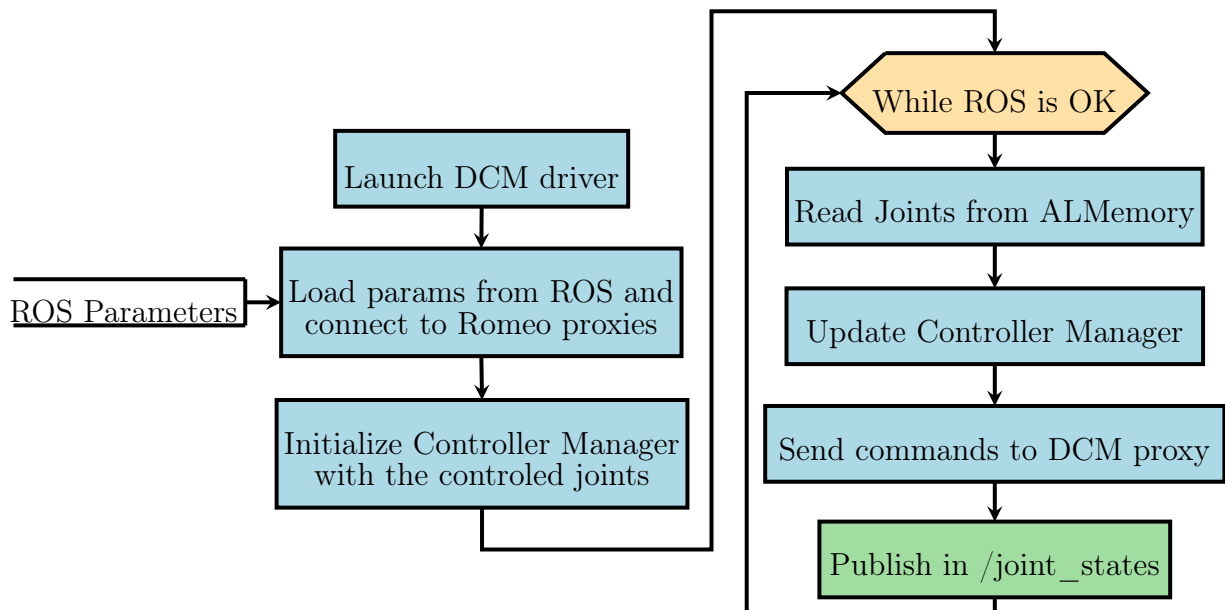 Launch DCM driver
ROS Parameters
Load params from ROS and
connect to Romeo proxies
Initialize Controller Manager
with the controled joints
While ROS is OK
Read Joints from ALMemory
Update Controller Manager
Send commands to DCM proxy
Publish in /joint_states